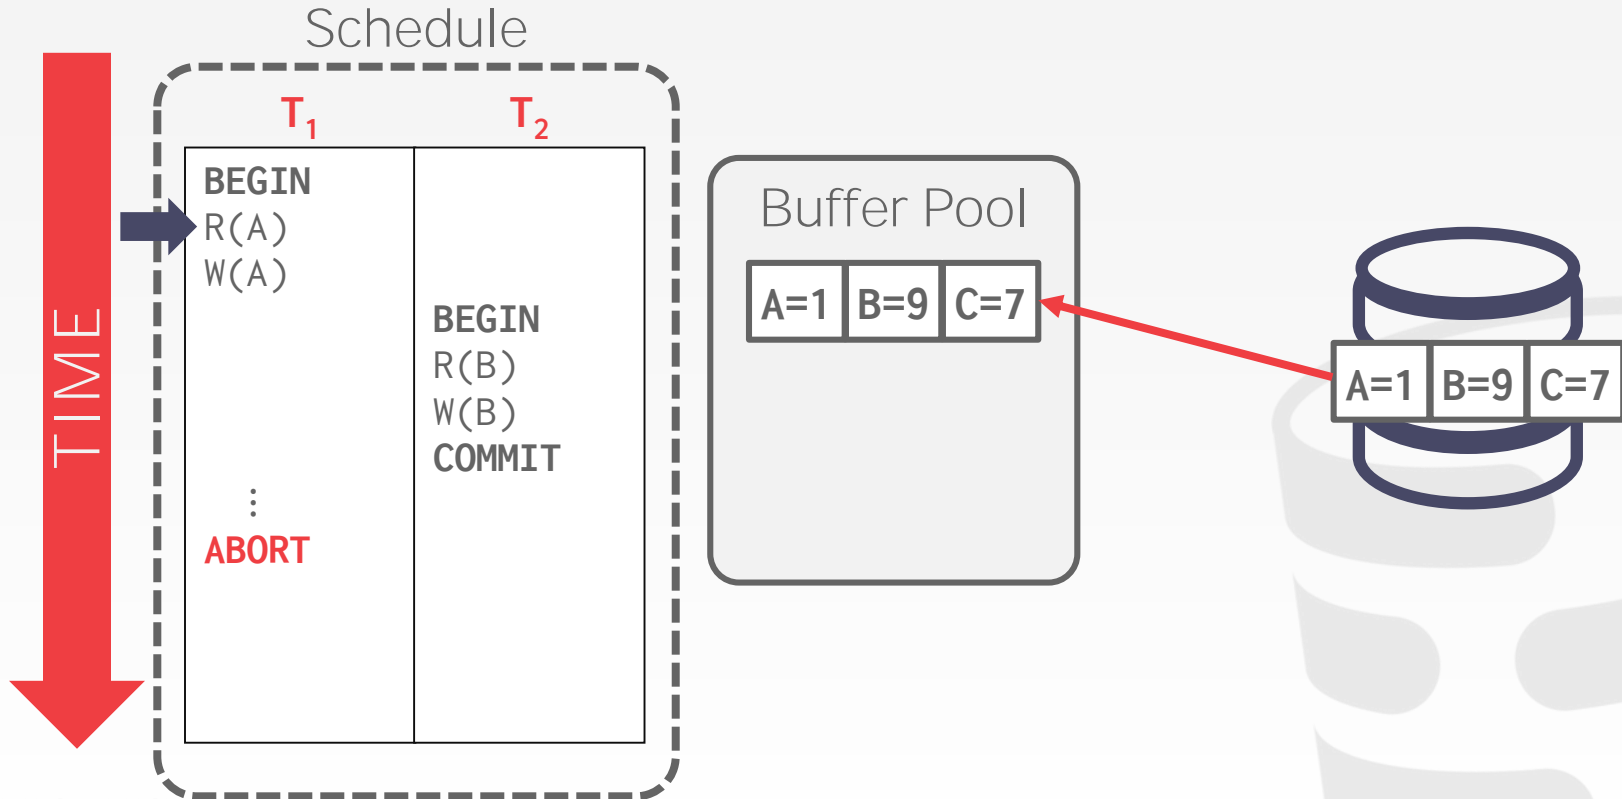 Schedule
TIME
T₁ T₂
BEGIN
R(A)
W(A)
BEGIN
R(B)
W(B)
COMMIT
⋮
ABORT
Buffer Pool
A=1 B=9 C=7
A=1 B=9 C=7